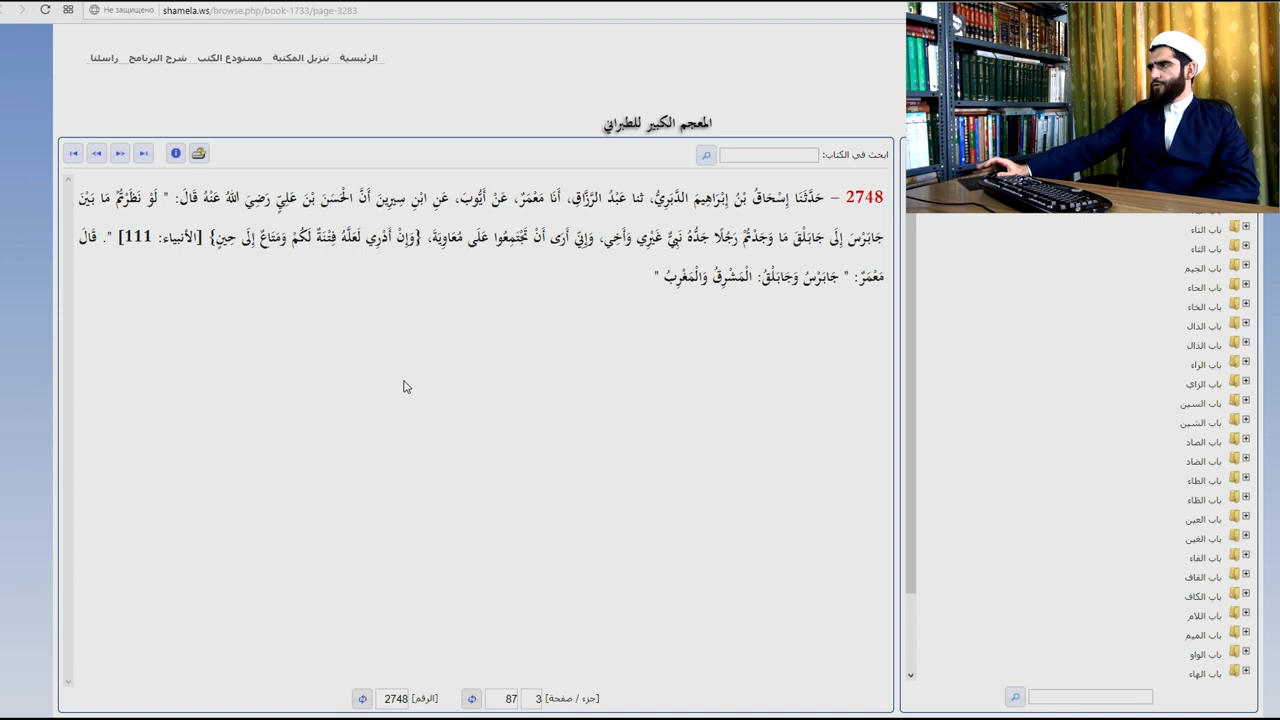 Не защищено shamela.ws/browse.php/book-1733/page-3283
الرئيسية تنزيل المكتبة مستودع الكتب شرح البرنامج راسلنا
المعجم الكبير للطبراني
ابحث في الكتاب:
2748 - حَدَّثَنَا إِسْحَاقُ بْنُ إِبْرَاهِيمَ الدَّبَرِيُّ، ثنا عَبْدُ الرَّزَّاقِ، أَنَا مَعْمَرٌ، عَنْ أَيُّوبَ، عَنِ ابْنِ سِيرِينَ أَنَّ الْحَسَنَ بْنَ عَلِيٍّ رَضِيَ اللهُ عَنْهُ قَالَ: " لَوْ نَظَرْتُمْ مَا بَيْنَ
جَابَرْسَ إِلَى جَابَلْقَ مَا وَجَدْتُمْ رَجُلًا جَدُّهُ نَبِيٌّ غَيْرِي وَأَخِي، وَإِنِّي أَرَى أَنْ تَجْتَمِعُوا عَلَى مُعَاوِيَةَ، {وَإِنْ أَدْرِي لَعَلَّهُ فِتْنَةٌ لَكُمْ وَمَتَاعٌ إِلَى حِينٍ} [الأنبياء: 111] ". قَالَ
مَعْمَرٌ: " جَابَرْسُ وَجَابَلْقُ: الْمَشْرِقُ وَالْمَغْرِبُ "
باب التاء
باب الثاء
باب الجيم
باب الحاء
باب الخاء
باب الدال
باب الذال
باب الراء
باب الزاي
باب السين
باب الشين
باب الصاد
باب الضاد
باب الطاء
باب الظاء
باب العين
باب الغين
باب الفاء
باب القاف
باب الكاف
باب اللام
باب الميم
باب الواو
باب الهاء
[جزء / صفحة] 3 87 [الرقم] 2748